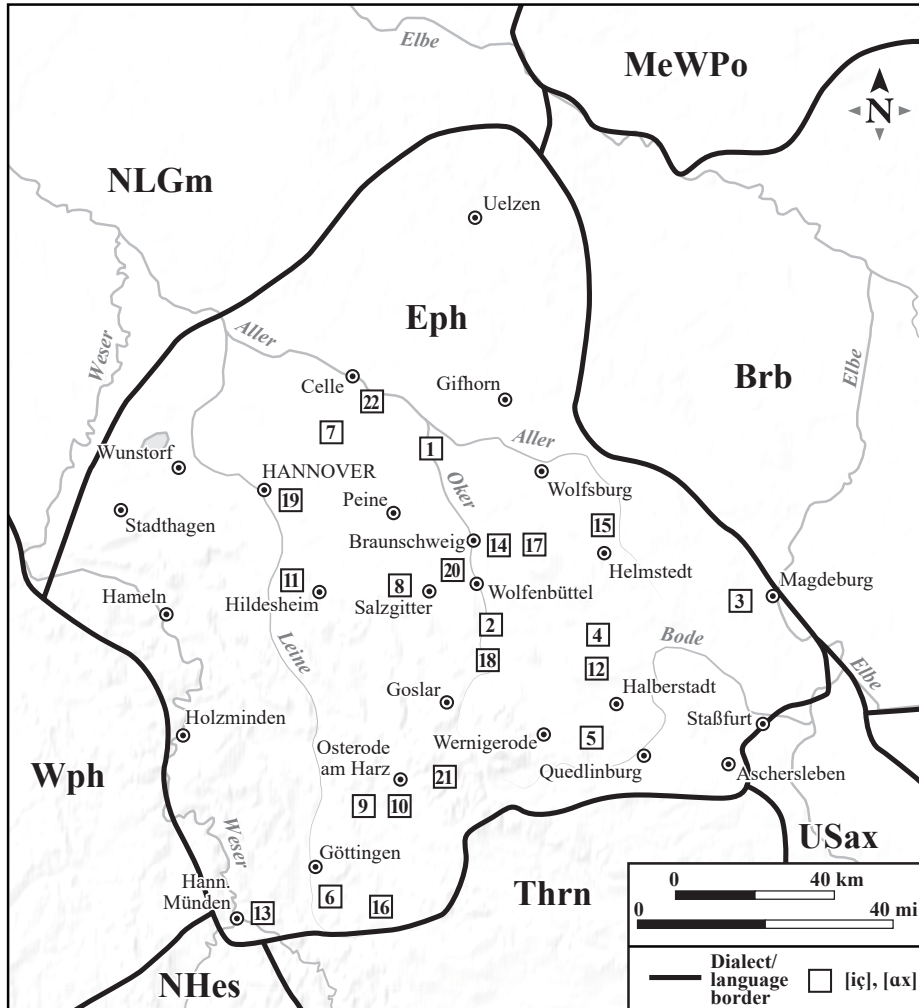 Elbe
MeWPo
N
NLGm
Uelzen
Weser
Aller
Eph
Elbe
Brb
Celle
22
Gifhorn
7
1
Aller
Wunstorf
HANNOVER
19
Oker
Wolfsburg
Peine
Stadthagen
15
Braunschweig
14
17
Helmstedt
20
11
8
Wolfenbüttel
Magdeburg
3
Hildesheim
Salzgitter
Hameln
2
4
Bode
Leine
18
12
Elbe
Goslar
Halberstadt
Holzminden
Staßfurt
Wernigerode
5
Osterode
am Harz
Quedlinburg
Aschersleben
Wph
21
9
10
Weser
USax
Göttingen
Hann.
Münden
13
6
16
Thrn
NHes
0
40 km
0
40 mi
Dialect/
language
border
[iç], [ɑx]